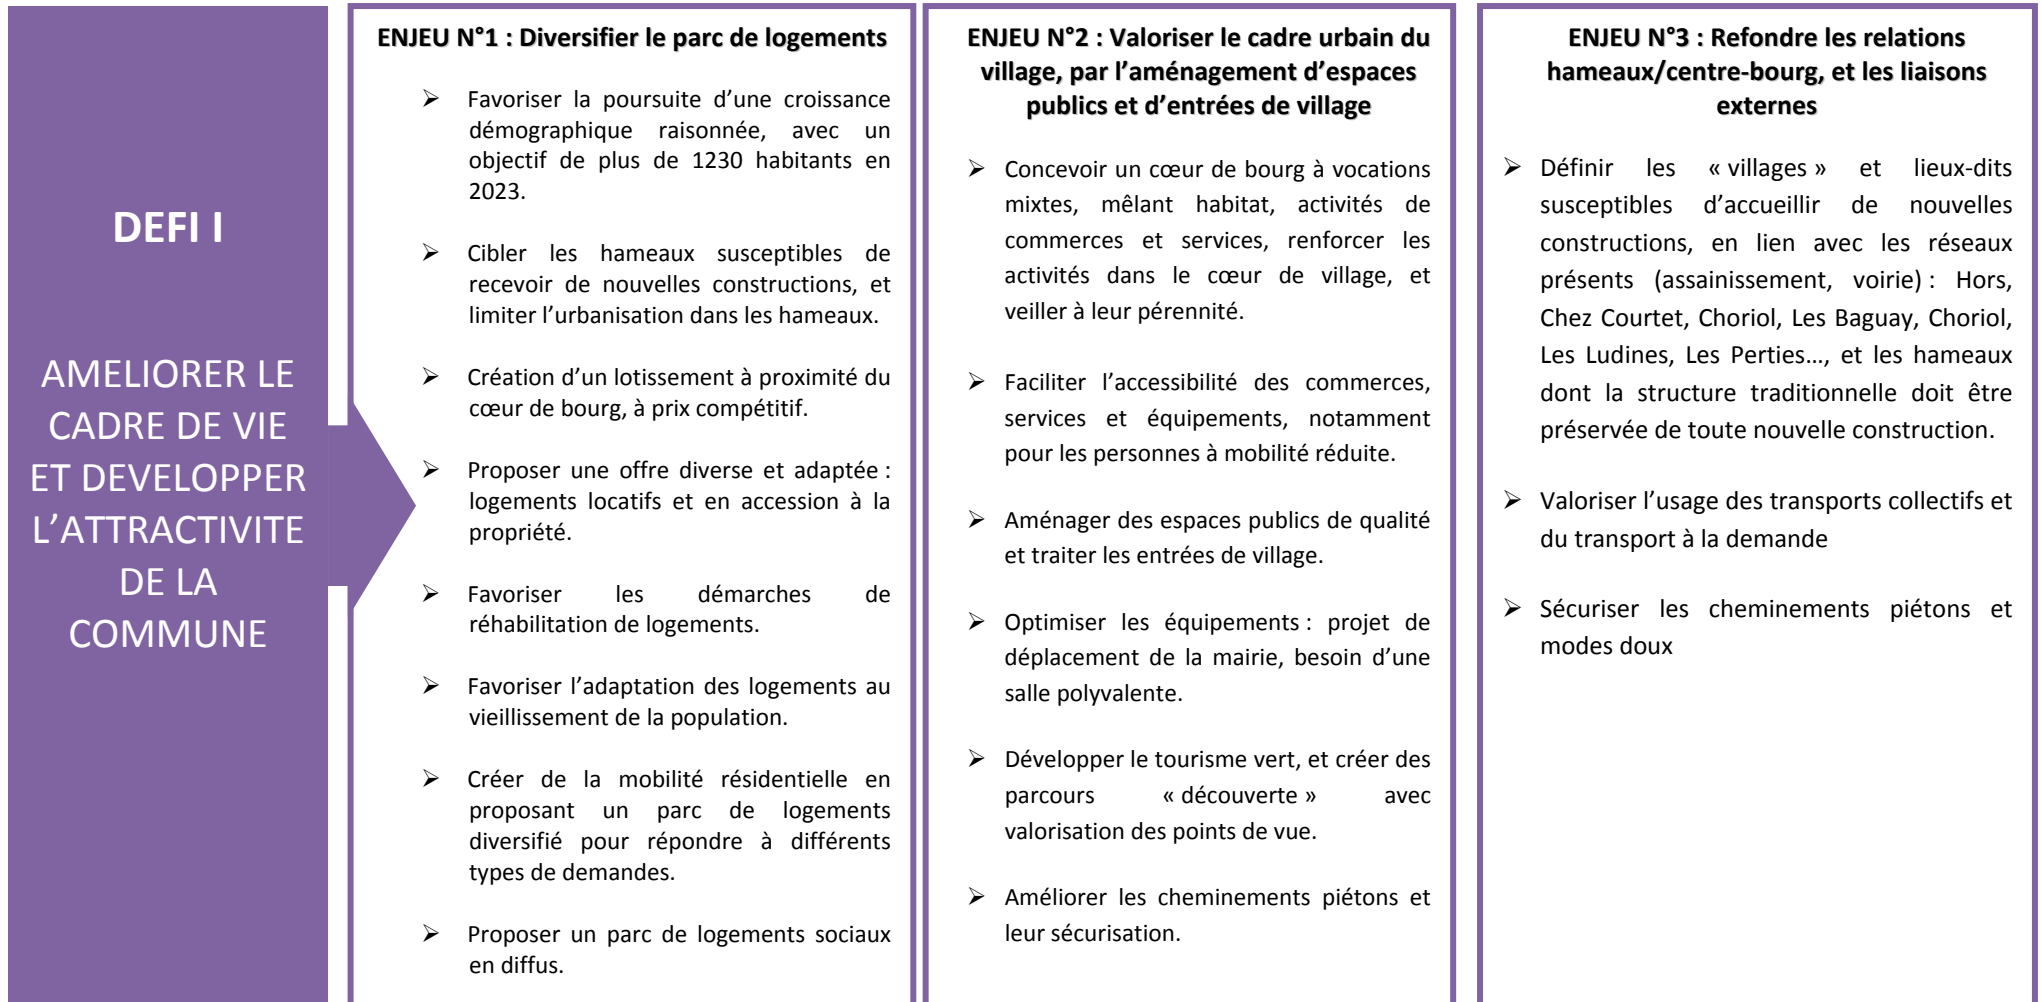 DEFI I
AMELIORER LE
CADRE DE VIE
ET DEVELOPPER
L’ATTRACTIVITE
DE LA
COMMUNE
ENJEU N°1 : Diversifier le parc de logements
➢ Favoriser la poursuite d’une croissance
démographique raisonnée, avec un
objectif de plus de 1230 habitants en
2023.
➢ Cibler les hameaux susceptibles de
recevoir de nouvelles constructions, et
limiter l’urbanisation dans les hameaux.
➢ Création d’un lotissement à proximité du
cœur de bourg, à prix compétitif.
➢ Proposer une offre diverse et adaptée :
logements locatifs et en accession à la
propriété.
➢ Favoriser les démarches de
réhabilitation de logements.
➢ Favoriser l’adaptation des logements au
vieillissement de la population.
➢ Créer de la mobilité résidentielle en
proposant un parc de logements
diversifié pour répondre à différents
types de demandes.
➢ Proposer un parc de logements sociaux
en diffus.
ENJEU N°2 : Valoriser le cadre urbain du
village, par l’aménagement d’espaces
publics et d’entrées de village
➢ Concevoir un cœur de bourg à vocations
mixtes, mêlant habitat, activités de
commerces et services, renforcer les
activités dans le cœur de village, et
veiller à leur pérennité.
➢ Faciliter l’accessibilité des commerces,
services et équipements, notamment
pour les personnes à mobilité réduite.
➢ Aménager des espaces publics de qualité
et traiter les entrées de village.
➢ Optimiser les équipements : projet de
déplacement de la mairie, besoin d’une
salle polyvalente.
➢ Développer le tourisme vert, et créer des
parcours « découverte » avec
valorisation des points de vue.
➢ Améliorer les cheminements piétons et
leur sécurisation.
ENJEU N°3 : Refondre les relations
hameaux/centre-bourg, et les liaisons
externes
➢ Définir les « villages » et lieux-dits
susceptibles d’accueillir de nouvelles
constructions, en lien avec les réseaux
présents (assainissement, voirie) : Hors,
Chez Courtet, Choriol, Les Baguay, Choriol,
Les Ludines, Les Perties…, et les hameaux
dont la structure traditionnelle doit être
préservée de toute nouvelle construction.
➢ Valoriser l’usage des transports collectifs et
du transport à la demande
➢ Sécuriser les cheminements piétons et
modes doux